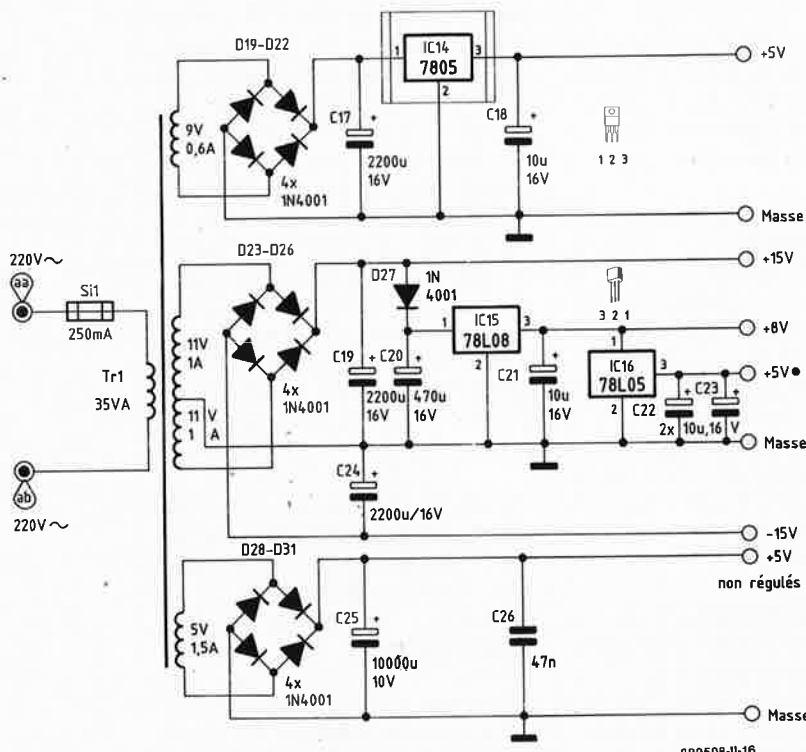 D19-D22
9V
0,6A
4x
1N4001
C17
+
2200u
16V
1
IC14
7805
3
2
C18
+
10u
16V
1 2 3
+5V
Masse
220V~
aa
Si1
250mA
Tr1
35VA
ab
220V~
D23-D26
11V
1A
11 V
1 A
4x
1N4001
C19
+
2200u
16V
D27
1N
4001
C20
+
470u
16V
1
IC15
78L08
3
2
C21
+
10u
16V
3 2 1
1
IC16
78L05
3
2
C22
+
C23
+
2x
10u,16 V
C24
+
2200u/16V
+15V
+8V
+5V●
Masse
-15V
D28-D31
5V
1,5A
4x
1N4001
C25
+
10000u
10V
C26
47n
+5V
non régulés
Masse